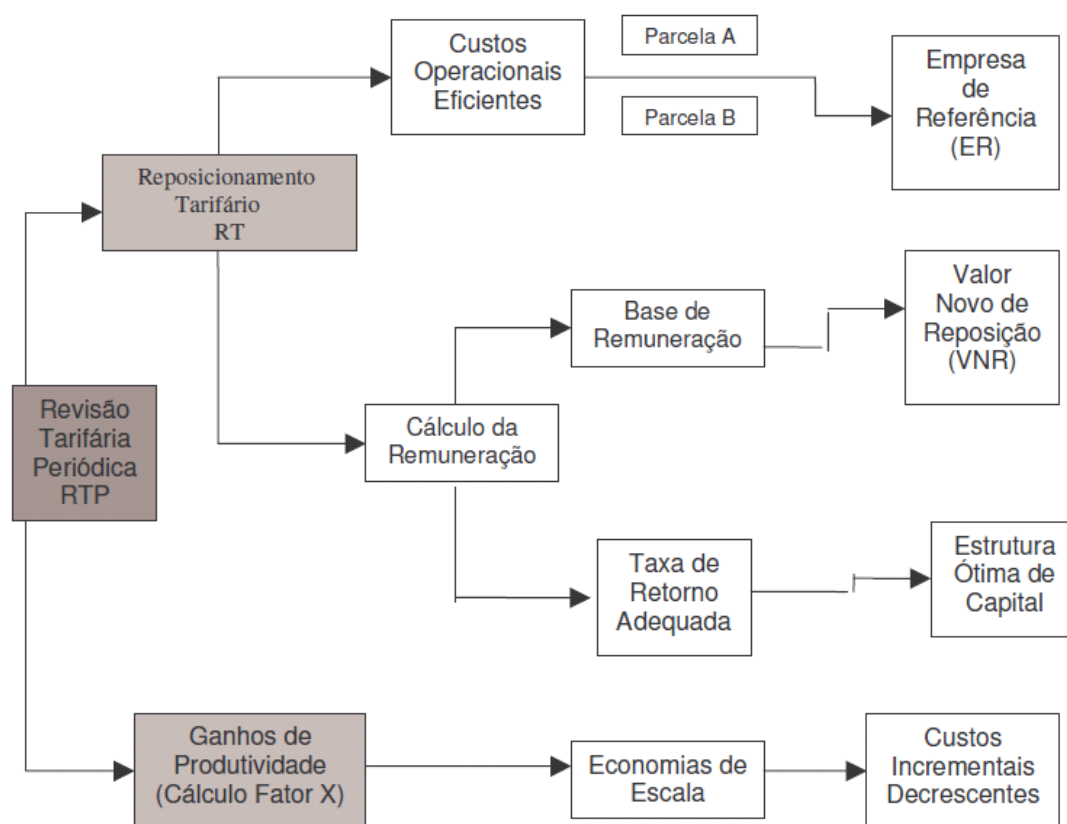 Custos
Operacionais
Eficientes
Parcela A
Parcela B
Empresa
de
Referência
(ER)
Reposicionamento
Tarifário
RT
Valor
Novo de
Reposição
(VNR)
Base de
Remuneração
Revisão
Tarifária
Periódica
RTP
Cálculo da
Remuneração
Taxa de
Retorno
Adequada
Estrutura
Ótima de
Capital
Ganhos de
Produtividade
(Cálculo Fator X)
Economias de
Escala
Custos
Incrementais
Decrescentes